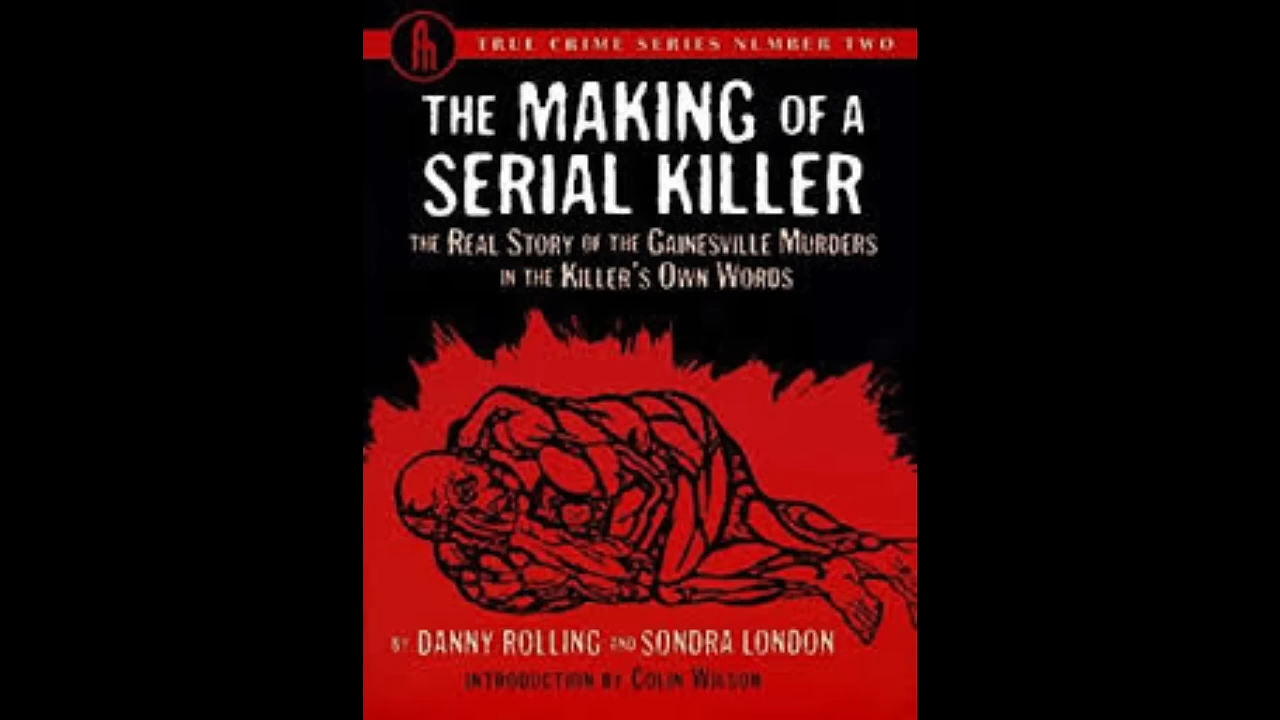 TRUE CRIME SERIES NUMBER TWO
THE MAKING OF A
SERIAL KILLER
THE REAL STORY OF THE GAINESVILLE MURDERS
IN THE KILLER'S OWN WORDS
BY DANNY ROLLING AND SONDRA LONDON
INTRODUCTION BY COLIN WILSON